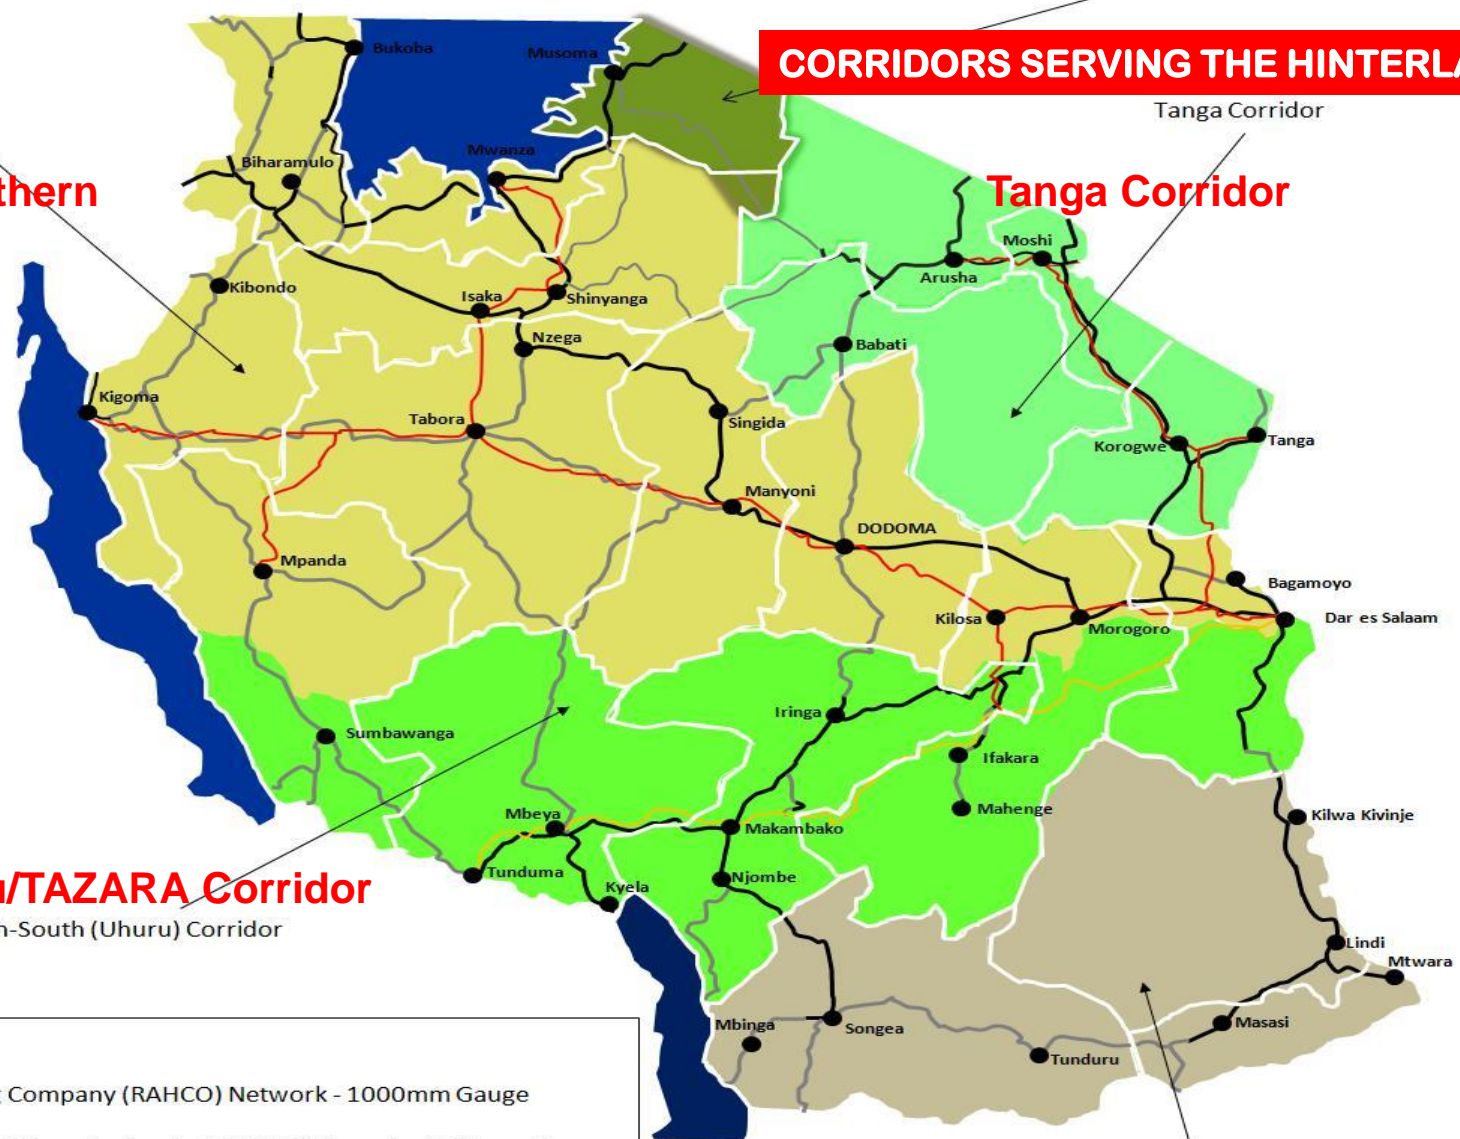 CORRIDORS SERVING THE HINTERLA
Tanga Corridor
Tanga Corridor
thern
Bukoba
Musoma
Mwanza
Biharamulo
Moshi
Arusha
Kibondo
Isaka
Shinyanga
Nzega
Babati
Kigoma
Tabora
Singida
Korogwe
Tanga
Manyoni
DODOMA
Mpanda
Bagamoyo
Kilosa
Morogoro
Dar es Salaam
Iringa
Sumbawanga
Ifakara
Mbeya
Makambako
Mahenge
Kilwa Kivinje
Tunduma
Kyela
Njombe
u/TAZARA Corridor
n-South (Uhuru) Corridor
Lindi
Mtwara
Mbinga
Songea
Masasi
Tunduru
g Company (RAHCO) Network - 1000mm Gauge